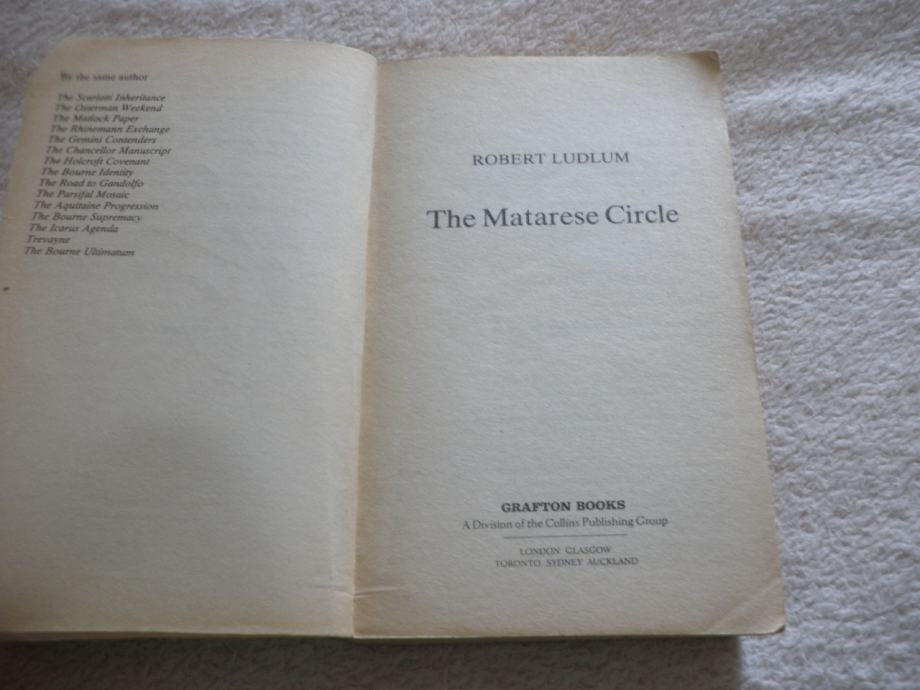 By the same author
The Scarlatti Inheritance
The Osterman Weekend
The Matlock Paper
The Rhinemann Exchange
The Gemini Contenders
The Chancellor Manuscript
The Holcroft Covenant
The Bourne Identity
The Road to Gandolfo
The Parsifal Mosaic
The Aquitaine Progression
The Bourne Supremacy
The Icarus Agenda
Trevayne
The Bourne Ultimatum
ROBERT LUDLUM
The Matarese Circle
GRAFTON BOOKS
A Division of the Collins Publishing Group
LONDON GLASGOW
TORONTO SYDNEY AUCKLAND